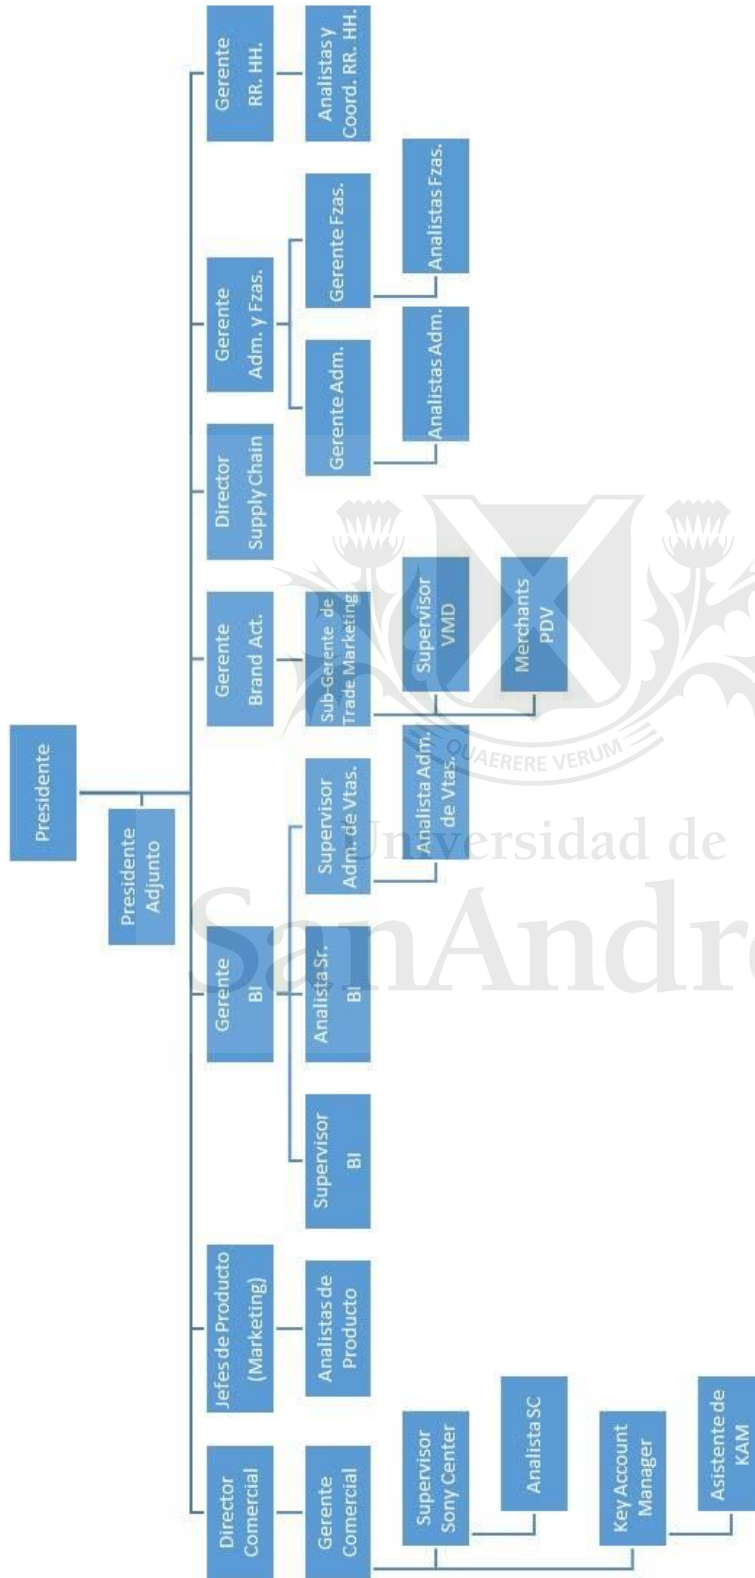 Presidente
Presidente
Adjunto
Director
Comercial
Jefes de Producto
(Marketing)
Gerente
BI
Gerente
Brand Act.
Director
Supply Chain
Gerente
Adm. y Fzas.
Gerente
RR. HH.
Gerente
Comercial
Analistas de
Producto
Supervisor
BI
Analista Sr.
BI
Supervisor
Adm. de Vtas.
Sub-Gerente de
Trade Marketing
Gerente Adm.
Gerente Fzas.
Analistas y
Coord. RR. HH.
Supervisor
Sony Center
Analista Adm.
de Vtas.
Supervisor
VMD
Analistas Adm.
Analistas Fzas.
Analista SC
Merchants
PDV
Key Account
Manager
Asistente de
KAM
QUAERERE VERUM
Universidad de
SanAndré